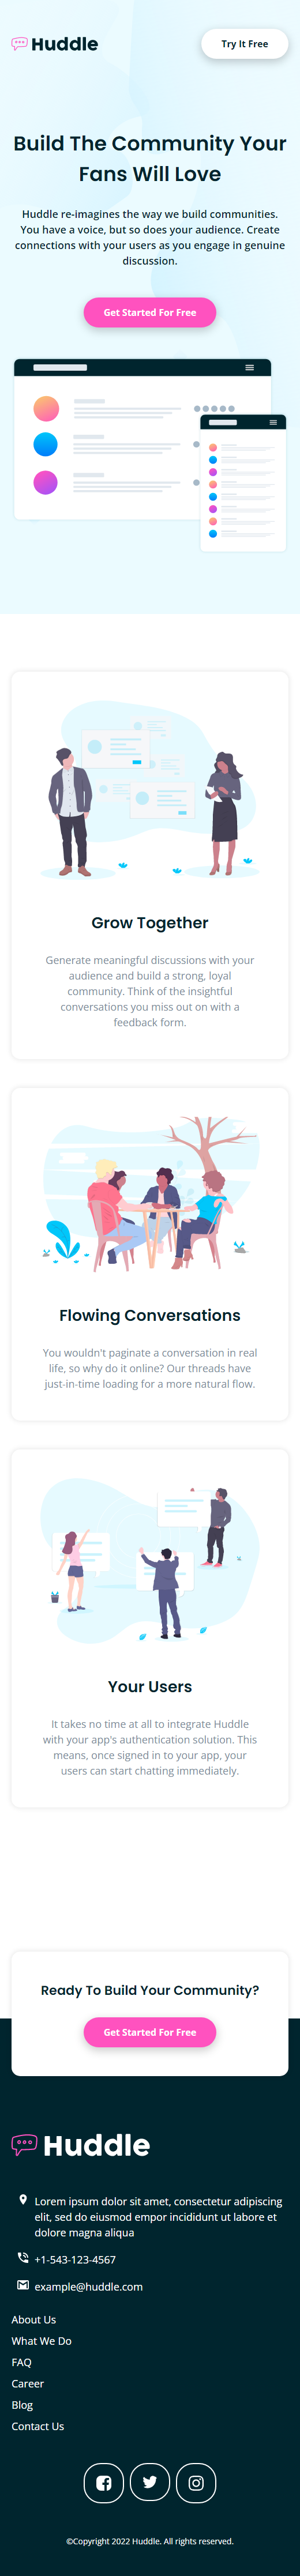 Huddle
Try It Free
Build The Community Your
Fans Will Love
Huddle re-imagines the way we build communities.
You have a voice, but so does your audience. Create
connections with your users as you engage in genuine
discussion.
Get Started For Free
Grow Together
Generate meaningful discussions with your
audience and build a strong, loyal
community. Think of the insightful
conversations you miss out on with a
feedback form.
Flowing Conversations
You wouldn't paginate a conversation in real
life, so why do it online? Our threads have
just-in-time loading for a more natural flow.
Your Users
It takes no time at all to integrate Huddle
with your app's authentication solution. This
means, once signed in to your app, your
users can start chatting immediately.
Ready To Build Your Community?
Get Started For Free
Huddle
Lorem ipsum dolor sit amet, consectetur adipiscing
elit, sed do eiusmod empor incididunt ut labore et
dolore magna aliqua
+1-543-123-4567
example@huddle.com
About Us
What We Do
FAQ
Career
Blog
Contact Us
©Copyright 2022 Huddle. All rights reserved.